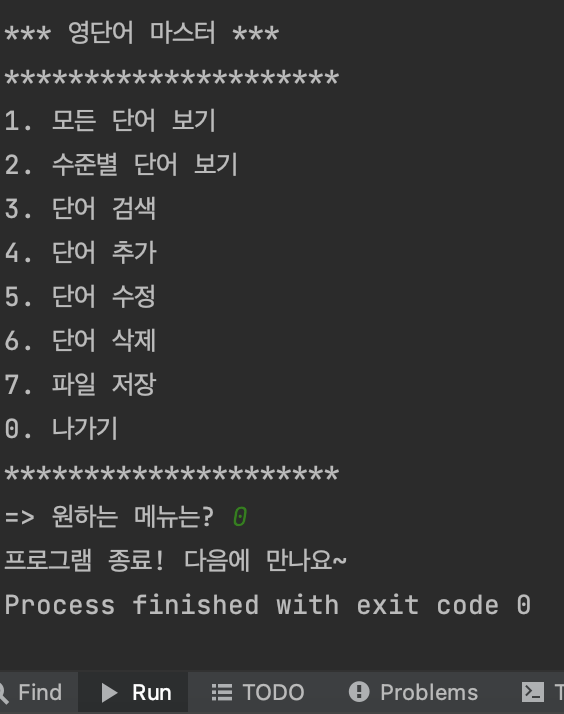 *** 영단어 마스터 ***
*********************
1. 모든 단어 보기
2. 수준별 단어 보기
3. 단어 검색
4. 단어 추가
5. 단어 수정
6. 단어 삭제
7. 파일 저장
0. 나가기
*********************
=> 원하는 메뉴는? 0
프로그램 종료! 다음에 만나요~
Process finished with exit code 0
Find Run TODO Problems